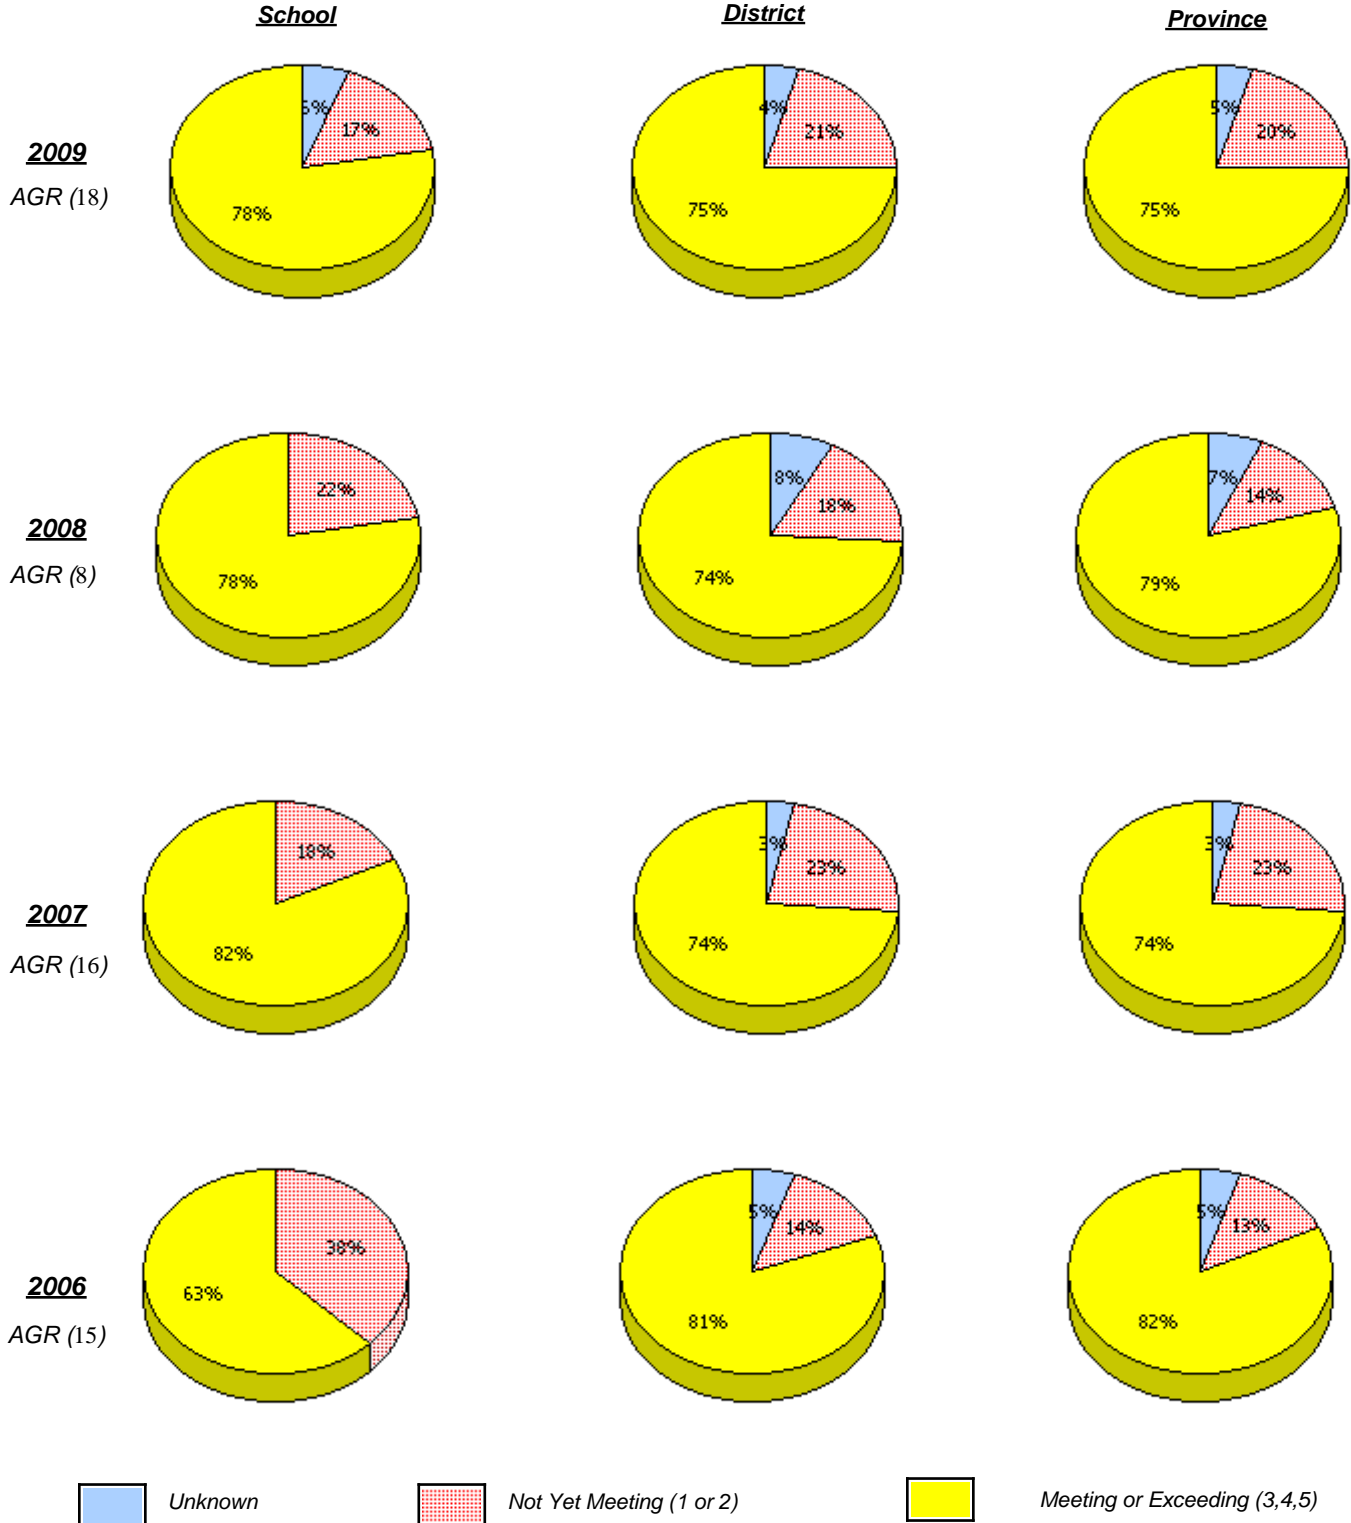 School District Province
2009
AGR (18)
5% 17% 78%
4% 21% 75%
5% 20% 75%
2008
AGR (8)
22% 78%
8% 18% 74%
7% 14% 79%
2007
AGR (16)
18% 82%
3% 23% 74%
3% 23% 74%
2006
AGR (15)
38% 63%
5% 14% 81%
5% 13% 82%
Unknown Not Yet Meeting (1 or 2) Meeting or Exceeding (3,4,5)